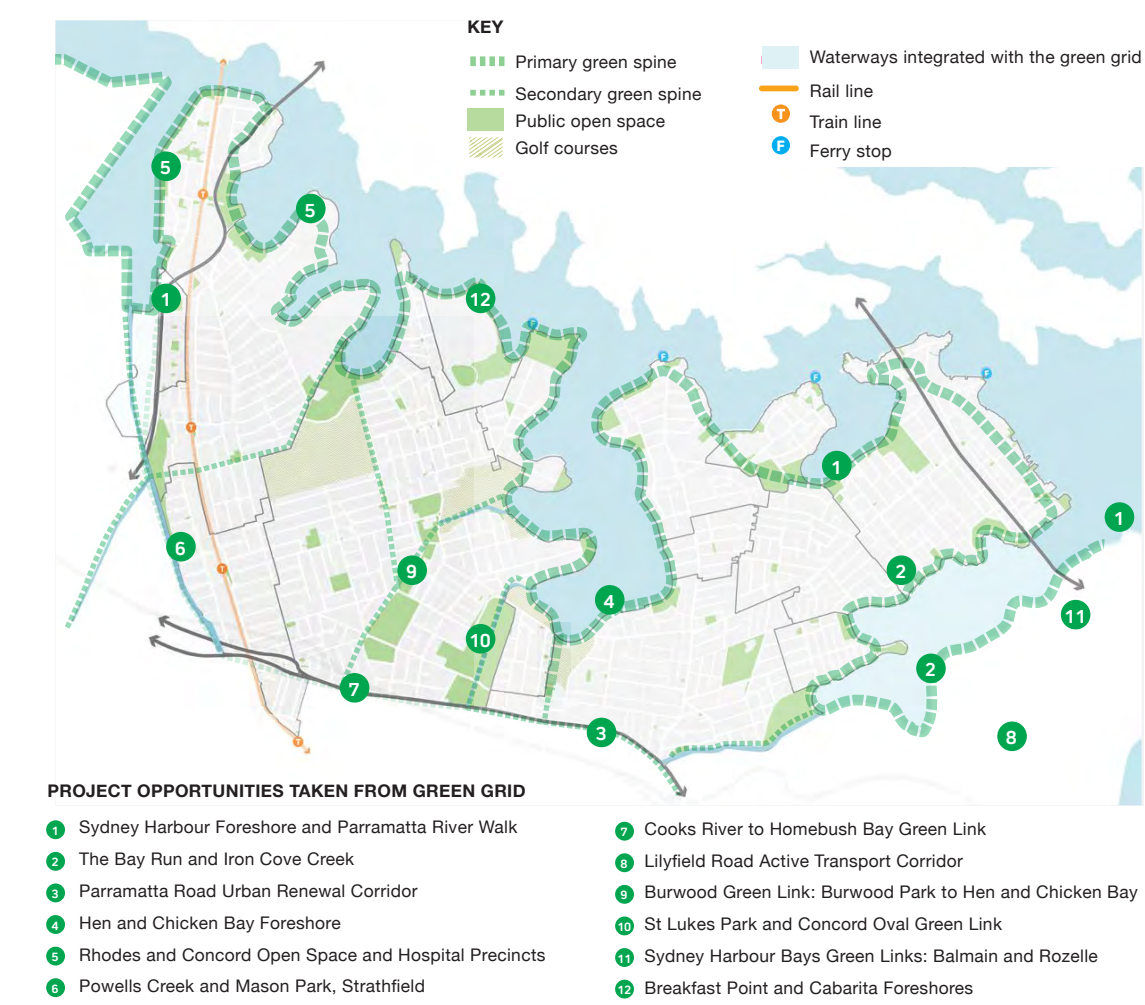 KEY
Primary green spine
Secondary green spine
Public open space
Golf courses
Waterways integrated with the green grid
Rail line
T Train line
F Ferry stop
5
T
5
1
12
F
F
F
F
T
1
1
6
9
2
T
4
11
10
2
7
3
8
T
PROJECT OPPORTUNITIES TAKEN FROM GREEN GRID
1 Sydney Harbour Foreshore and Parramatta River Walk
2 The Bay Run and Iron Cove Creek
3 Parramatta Road Urban Renewal Corridor
4 Hen and Chicken Bay Foreshore
5 Rhodes and Concord Open Space and Hospital Precincts
6 Powells Creek and Mason Park, Strathfield
7 Cooks River to Homebush Bay Green Link
8 Lilyfield Road Active Transport Corridor
9 Burwood Green Link: Burwood Park to Hen and Chicken Bay
10 St Lukes Park and Concord Oval Green Link
11 Sydney Harbour Bays Green Links: Balmain and Rozelle
12 Breakfast Point and Cabarita Foreshores